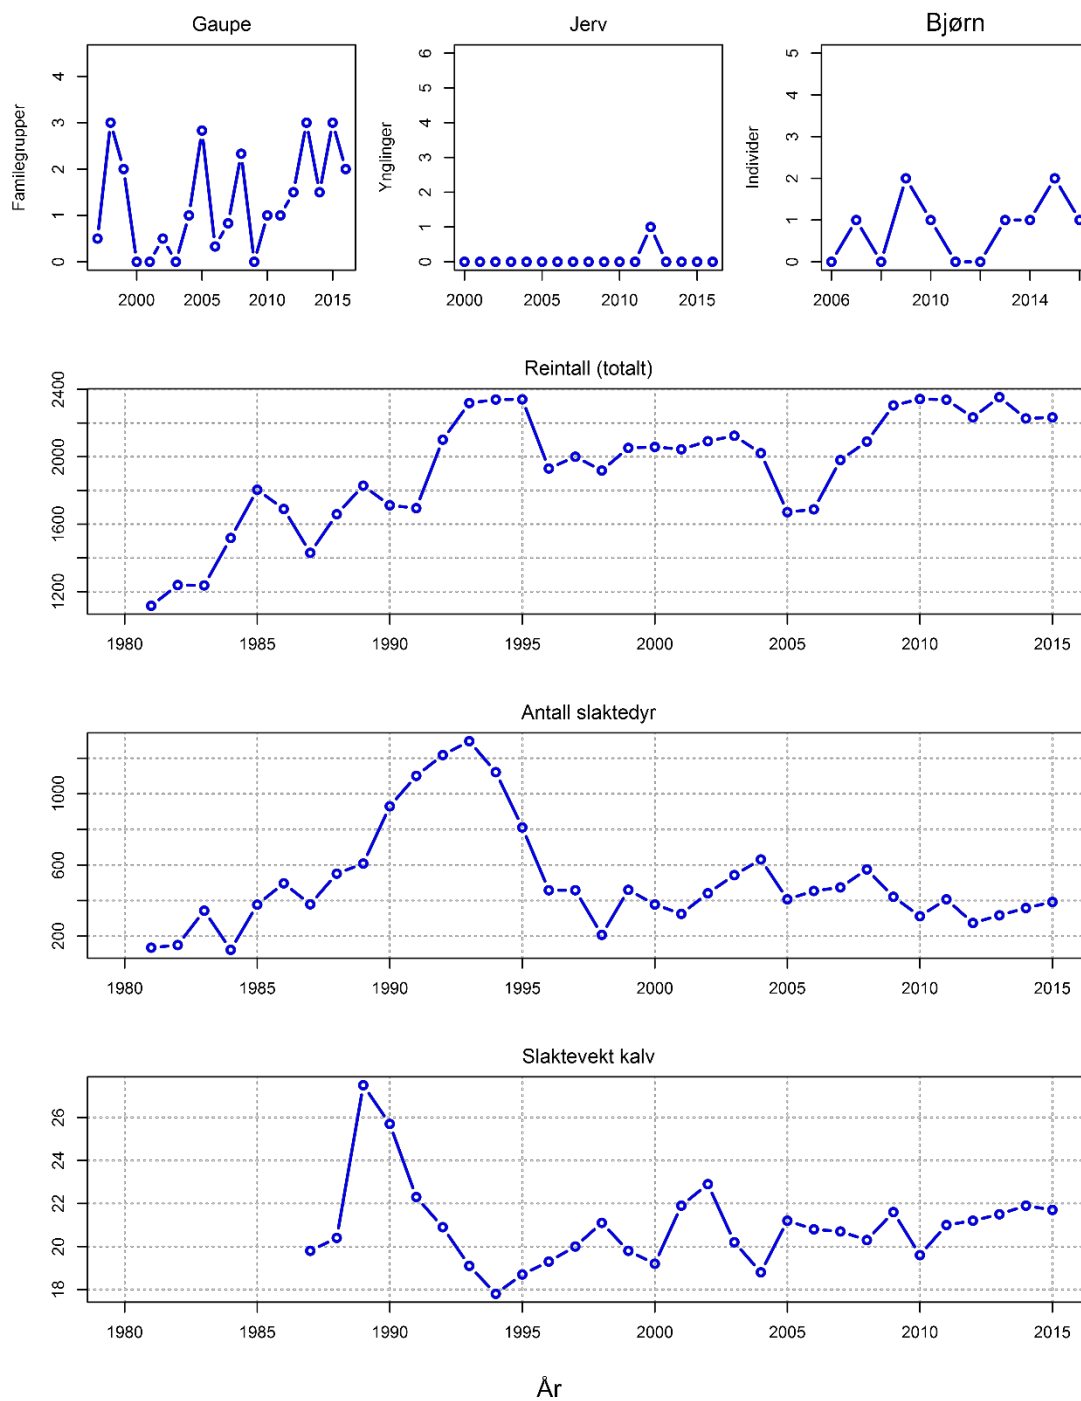 Gaupe
Jerv
Bjørn
Familegrupper
0 1 2 3 4
2000 2005 2010 2015
Ynglinger
0 1 2 3 4 5 6
2000 2005 2010 2015
Individer
0 1 2 3 4 5
2006 2010 2014
Reintall (totalt)
1200 1600 2000 2400
1980 1985 1990 1995 2000 2005 2010 2015
Antall slaktedyr
200 600 1000
1980 1985 1990 1995 2000 2005 2010 2015
Slaktevekt kalv
18 20 22 24 26
1980 1985 1990 1995 2000 2005 2010 2015
År